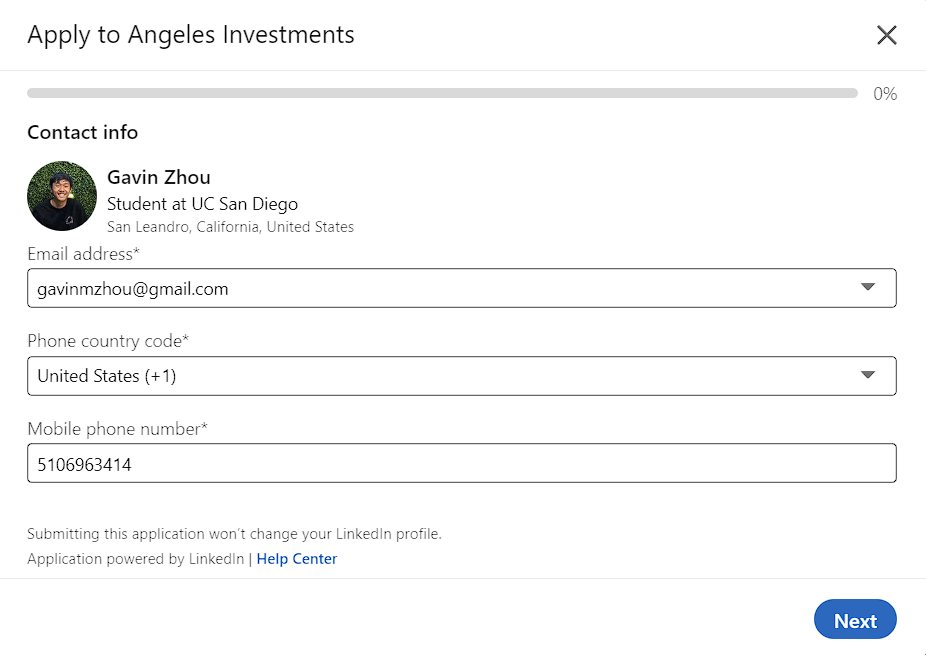 Apply to Angeles Investments
0%
Contact info
Gavin Zhou
Student at UC San Diego
San Leandro, California, United States
Email address*
gavinmzhou@gmail.com
Phone country code*
United States (+1)
Mobile phone number*
5106963414
Submitting this application won't change your LinkedIn profile.
Application powered by LinkedIn | Help Center
Next